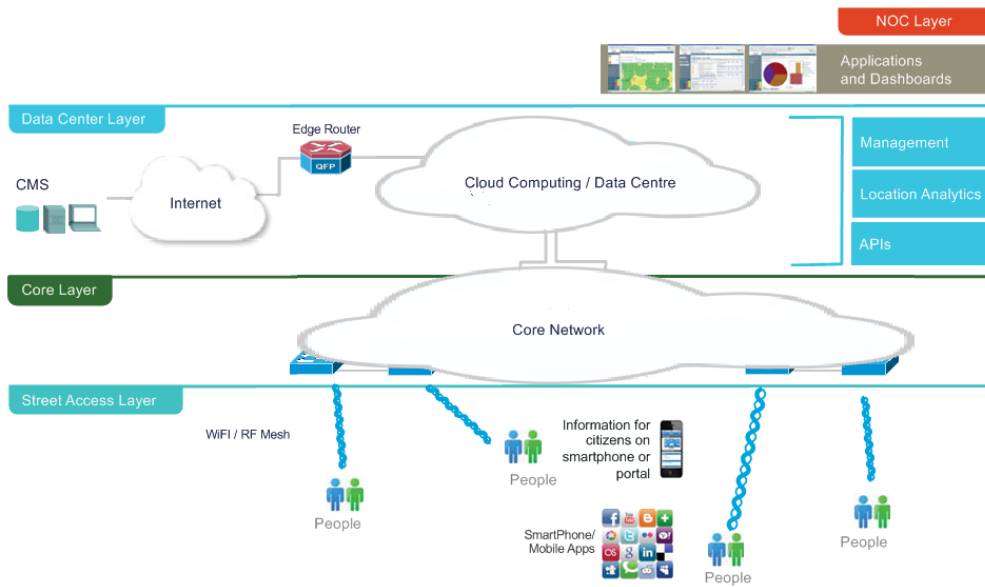 NOC Layer
Applications
and Dashboards
Data Center Layer
Edge Router
QFP
Management
CMS
Cloud Computing / Data Centre
Internet
Location Analytics
APIs
Core Layer
Core Network
Street Access Layer
WiFI / RF Mesh
Information for
citizens on
smartphone or
portal
People
People
SmartPhone/
Mobile Apps
People
People